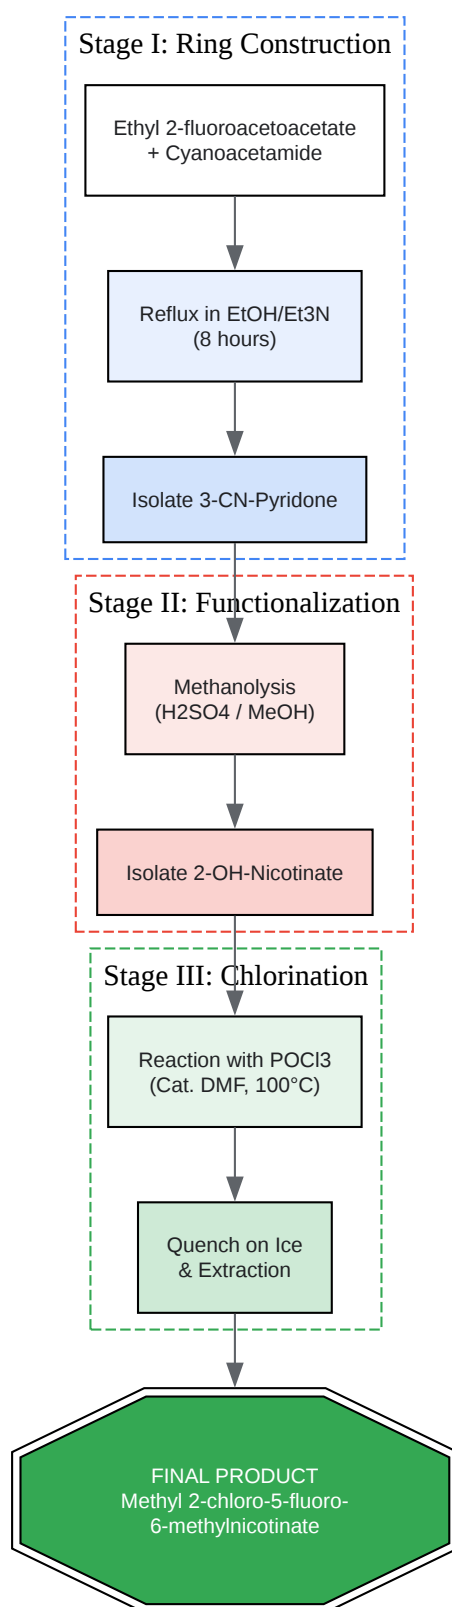 Stage I: Ring Construction
Ethyl 2-fluoroacetoacetate
+ Cyanoacetamide
Reflux in EtOH/Et3N
(8 hours)
Isolate 3-CN-Pyridone
Stage II: Functionalization
Methanolysis
(H2SO4 / MeOH)
Isolate 2-OH-Nicotinate
Stage III: Chlorination
Reaction with POCl3
(Cat. DMF, 100°C)
Quench on Ice
& Extraction
FINAL PRODUCT
Methyl 2-chloro-5-fluoro-
6-methylnicotinate